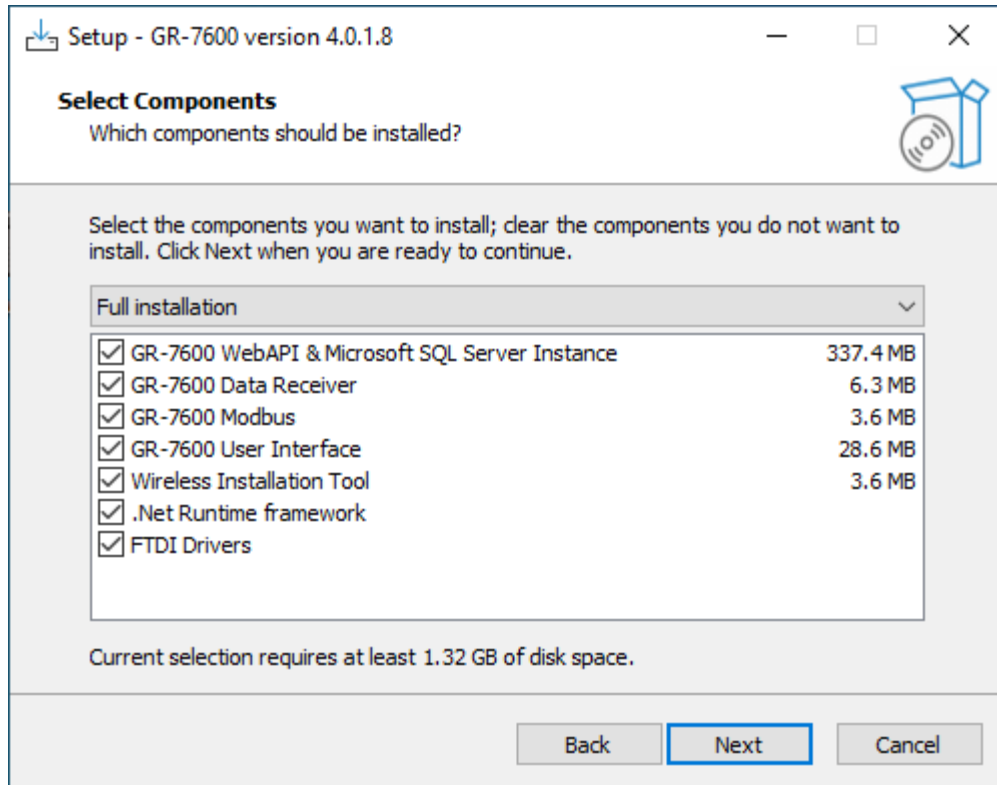 Setup - GR-7600 version 4.0.1.8
Select Components
Which components should be installed?
Select the components you want to install; clear the components you do not want to
install. Click Next when you are ready to continue.
Full installation
GR-7600 WebAPI & Microsoft SQL Server Instance 337.4 MB
GR-7600 Data Receiver 6.3 MB
GR-7600 Modbus 3.6 MB
GR-7600 User Interface 28.6 MB
Wireless Installation Tool 3.6 MB
.Net Runtime framework
FTDI Drivers
Current selection requires at least 1.32 GB of disk space.
Back Next Cancel